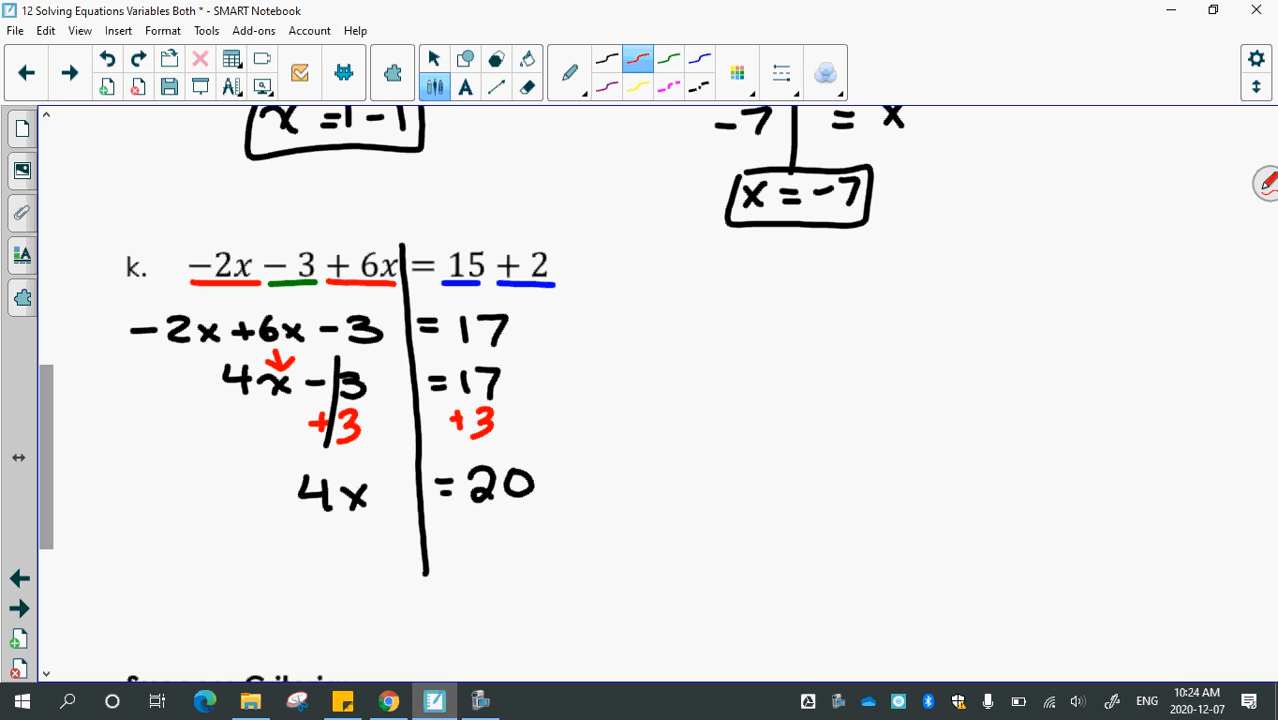 12 Solving Equations Variables Both * - SMART Notebook
File Edit View Insert Format Tools Add-ons Account Help
x = 1 - 1
-7 = x
x = -7
k. −2x − 3 + 6x = 15 + 2
-2x +6x -3 = 17
4x - 3 = 17
+3 +3
4x = 20
ENG
10:24 AM
2020-12-07